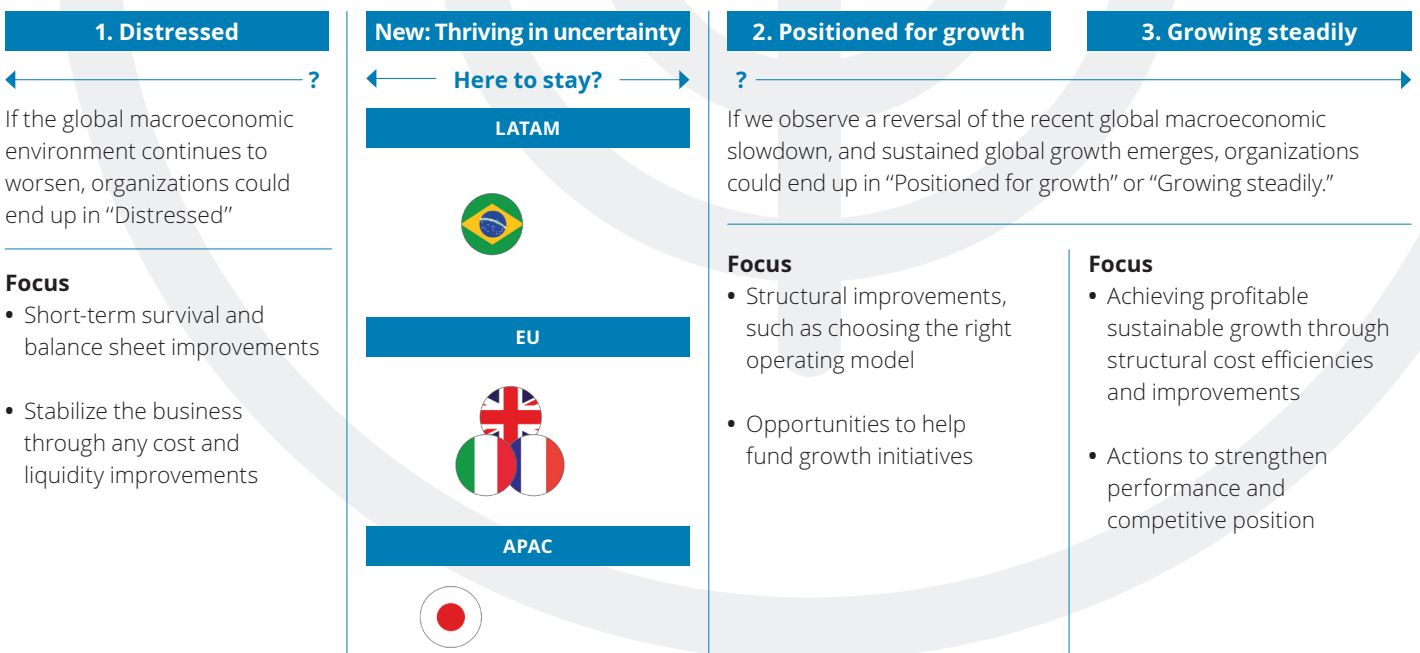 1. Distressed
?
If the global macroeconomic
environment continues to
worsen, organizations could
end up in “Distressed”
Focus
• Short-term survival and
balance sheet improvements
• Stabilize the business
through any cost and
liquidity improvements
New: Thriving in uncertainty
Here to stay?
LATAM
EU
APAC
2. Positioned for growth
3. Growing steadily
?
If we observe a reversal of the recent global macroeconomic
slowdown, and sustained global growth emerges, organizations
could end up in “Positioned for growth” or “Growing steadily.”
Focus
• Structural improvements,
such as choosing the right
operating model
• Opportunities to help
fund growth initiatives
Focus
• Achieving profitable
sustainable growth through
structural cost efficiencies
and improvements
• Actions to strengthen
performance and
competitive position